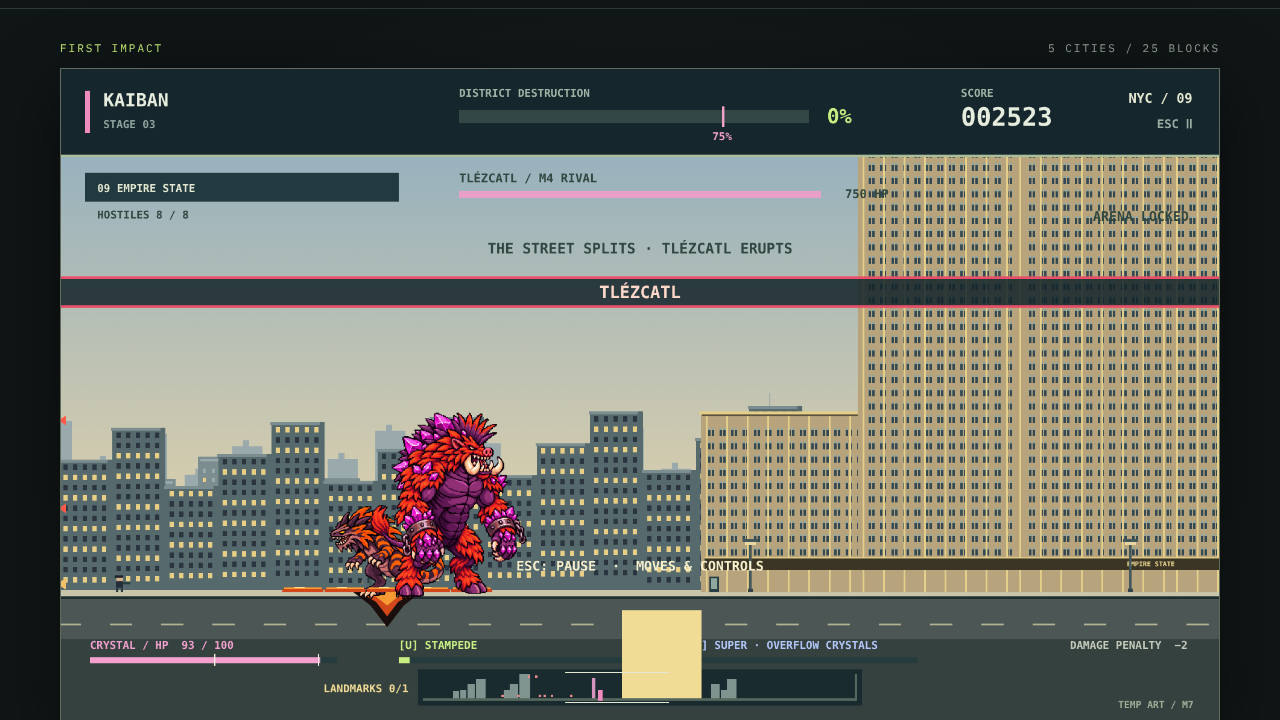 FIRST IMPACT
5 CITIES / 25 BLOCKS
KAIBAN
STAGE 03
DISTRICT DESTRUCTION
0%
75%
SCORE
002523
NYC / 09
ESC II
09 EMPIRE STATE
HOSTILES 8 / 8
TLÉZCATL / M4 RIVAL
750 HP
ARENA LOCKED
THE STREET SPLITS · TLÉZCATL ERUPTS
TLÉZCATL
ESC: PAUSE · MOVES & CONTROLS
EMPIRE STATE
CRYSTAL / HP 93 / 100
[U] STAMPEDE
] SUPER · OVERFLOW CRYSTALS
DAMAGE PENALTY −2
LANDMARKS 0/1
TEMP ART / M7